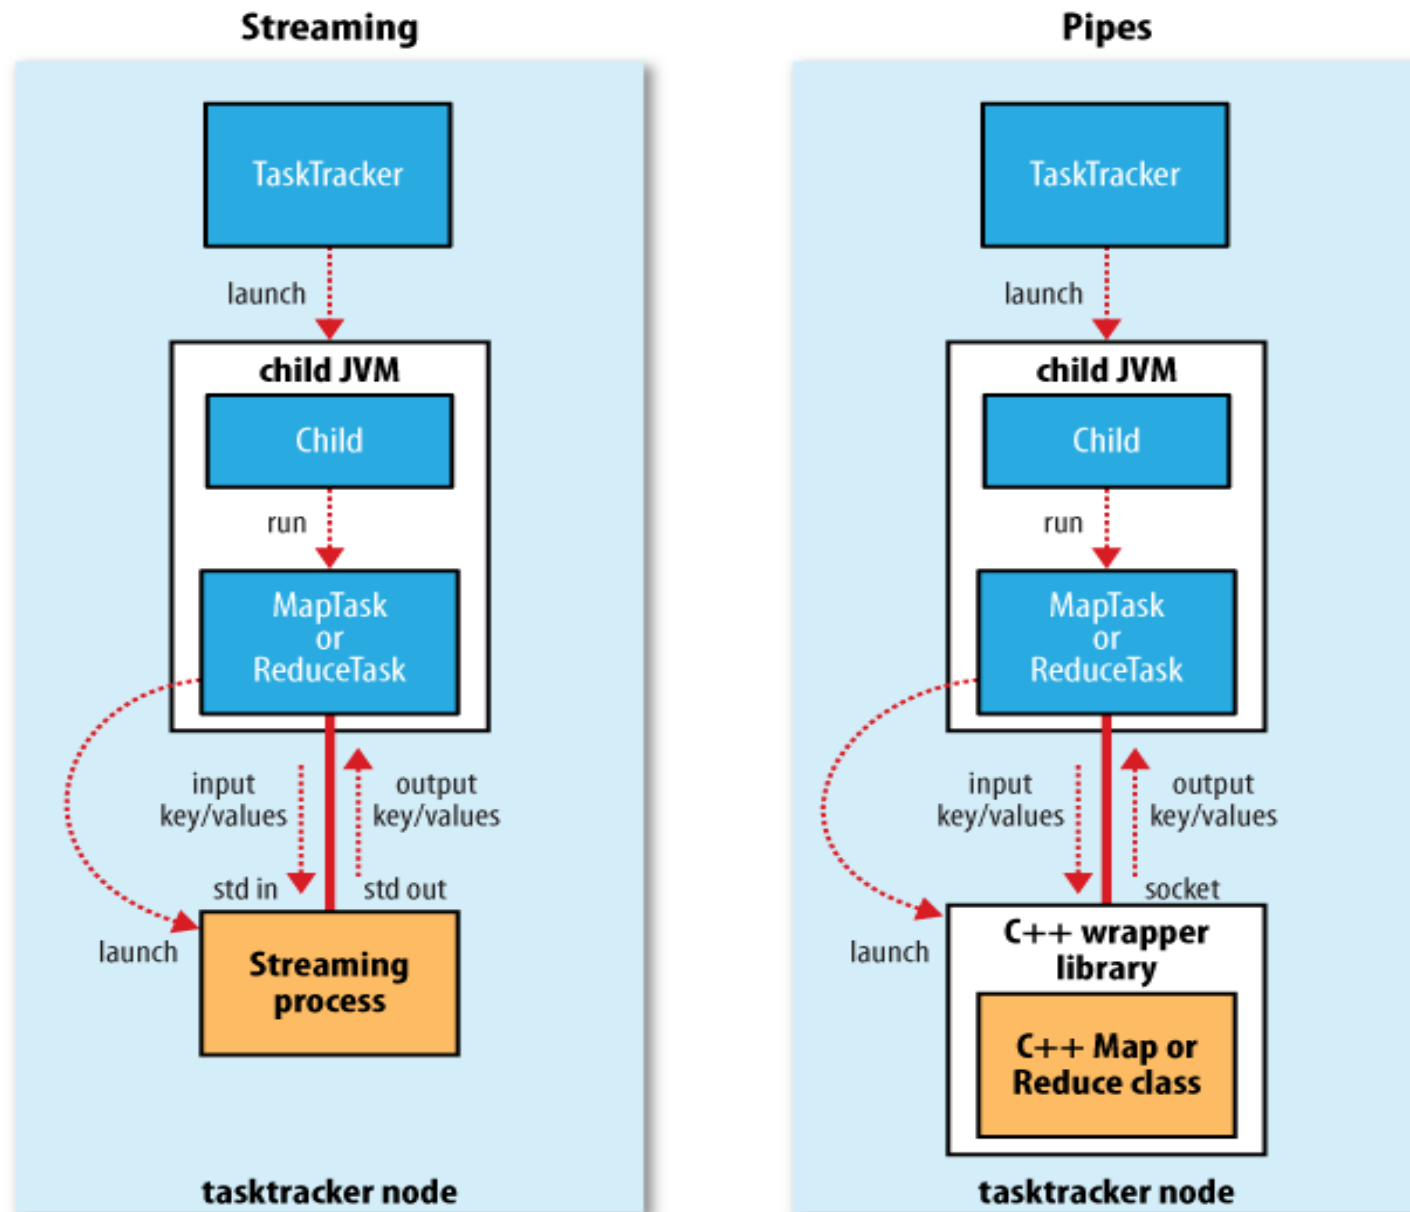 Streaming
TaskTracker
launch
child JVM
Child
run
MapTask
or
ReduceTask
input
key/values
output
key/values
std in
std out
launch
Streaming
process
tasktracker node
Pipes
TaskTracker
launch
child JVM
Child
run
MapTask
or
ReduceTask
input
key/values
output
key/values
socket
launch
C++ wrapper
library
C++ Map or
Reduce class
tasktracker node